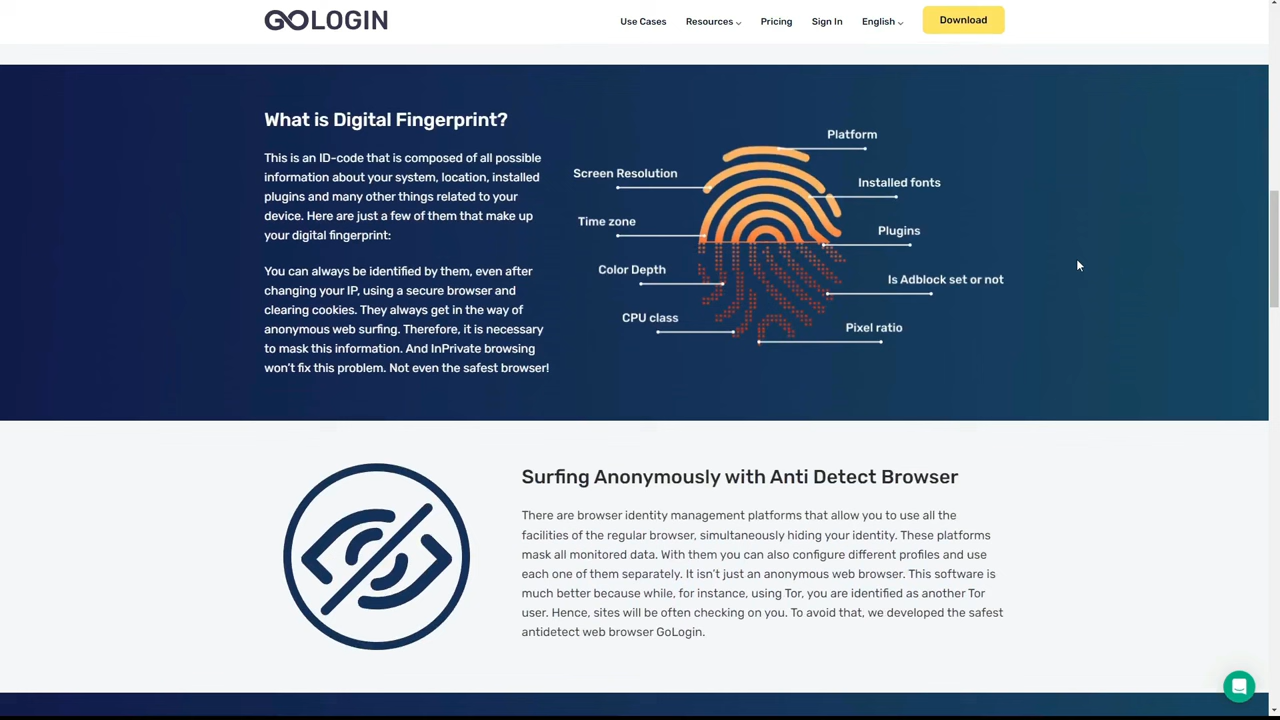 GOLOGIN
Use Cases
Resources
Pricing
Sign In
English
Download
What is Digital Fingerprint?
This is an ID-code that is composed of all possible
information about your system, location, installed
plugins and many other things related to your
device. Here are just a few of them that make up
your digital fingerprint:
You can always be identified by them, even after
changing your IP, using a secure browser and
clearing cookies. They always get in the way of
anonymous web surfing. Therefore, it is necessary
to mask this information. And InPrivate browsing
won't fix this problem. Not even the safest browser!
Platform
Screen Resolution
Installed fonts
Time zone
Plugins
Color Depth
Is Adblock set or not
CPU class
Pixel ratio
Surfing Anonymously with Anti Detect Browser
There are browser identity management platforms that allow you to use all the
facilities of the regular browser, simultaneously hiding your identity. These platforms
mask all monitored data. With them you can also configure different profiles and use
each one of them separately. It isn't just an anonymous web browser. This software is
much better because while, for instance, using Tor, you are identified as another Tor
user. Hence, sites will be often checking on you. To avoid that, we developed the safest
antidetect web browser GoLogin.